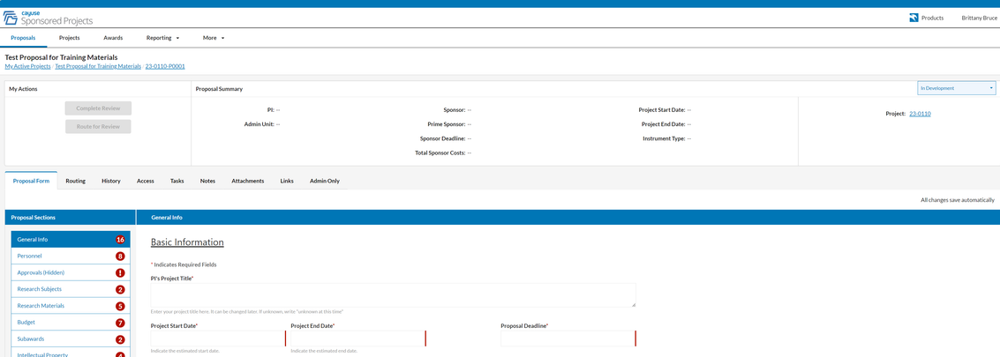 cayuse
Sponsored Projects
Products
Brittany Bruce
Proposals
Projects
Awards
Reporting
More
Test Proposal for Training Materials
My Active Projects / Test Proposal for Training Materials / 23-0110-P0001
My Actions
Complete Review
Route for Review
Proposal Summary
In Development
PI: --
Admin Unit: --
Sponsor: --
Prime Sponsor: --
Sponsor Deadline: --
Total Sponsor Costs: --
Project Start Date: --
Project End Date: --
Instrument Type: --
Project: 23-0110
Proposal Form
Routing
History
Access
Tasks
Notes
Attachments
Links
Admin Only
All changes save automatically
Proposal Sections
General Info 16
Personnel 8
Approvals (Hidden) !
Research Subjects 2
Research Materials 5
Budget 7
Subawards 2
Intellectual Property 4
General Info
Basic Information
* Indicates Required Fields
PI's Project Title*
Enter your project title here. It can be changed later. If unknown, write "unknown at this time"
Project Start Date*
Indicate the estimated start date.
Project End Date*
Indicate the estimated end date.
Proposal Deadline*